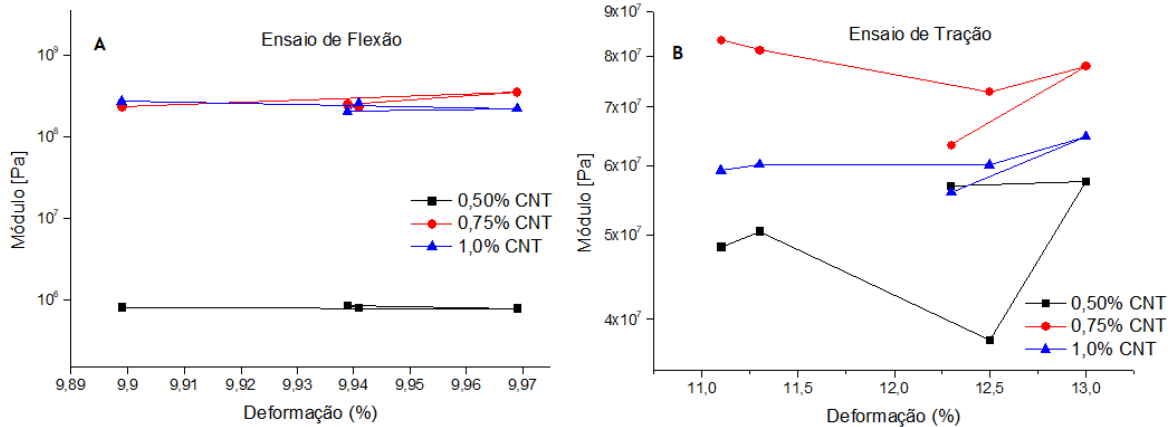 A
Ensaio de Flexão
10⁹
10⁸
10⁷
10⁶
Módulo [Pa]
0,50% CNT
0,75% CNT
1,0% CNT
9,89 9,9 9,91 9,92 9,93 9,94 9,95 9,96 9,97
Deformação (%)
B
Ensaio de Tração
9x10⁷
8x10⁷
7x10⁷
6x10⁷
5x10⁷
4x10⁷
Módulo [Pa]
0,50% CNT
0,75% CNT
1,0% CNT
11,0 11,5 12,0 12,5 13,0
Deformação (%)